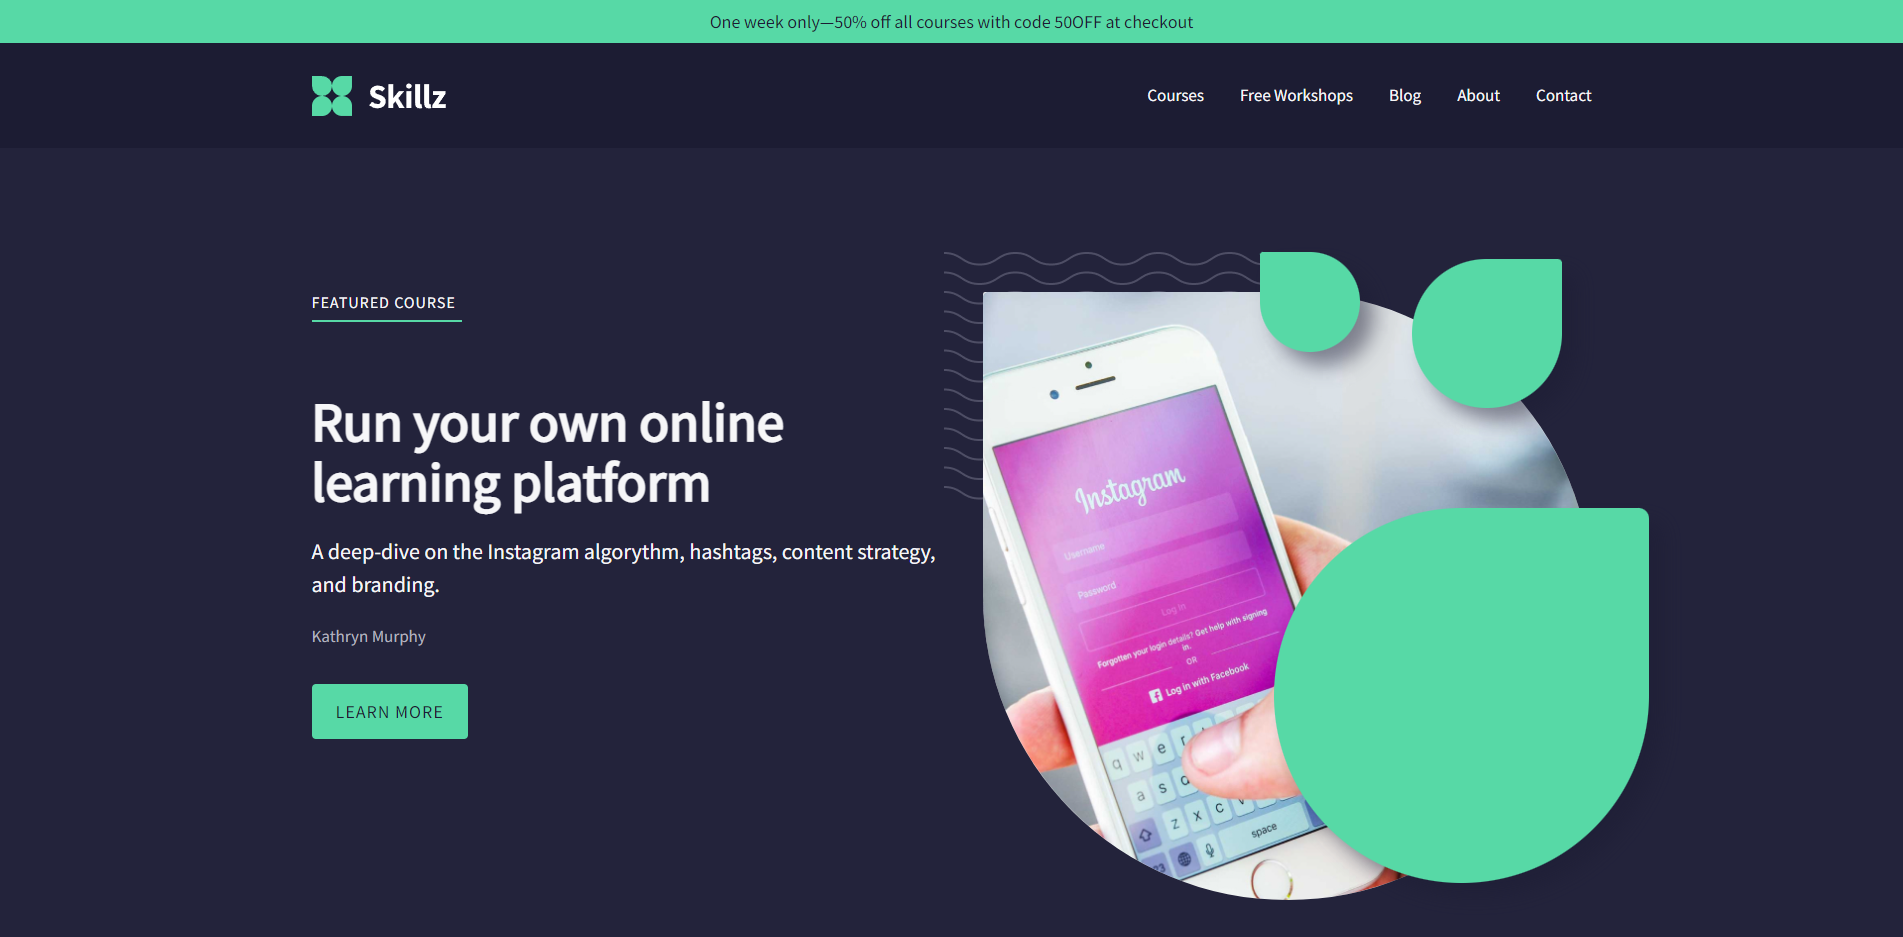 One week only—50% off all courses with code 50OFF at checkout
Skillz
Courses Free Workshops Blog About Contact
FEATURED COURSE
Run your own online
learning platform
A deep-dive on the Instagram algorythm, hashtags, content strategy,
and branding.
Kathryn Murphy
LEARN MORE
Instagram
Username
Password
Log In
Forgotten your login details? Get help with signing
in.
OR
Log in with Facebook
q w e r
a s
z x c v
space